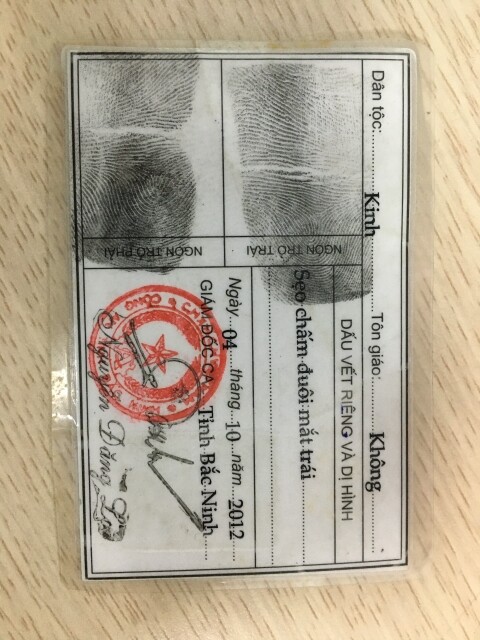 Dân tộc: Kinh Tôn giáo: Không
DẤU VẾT RIÊNG VÀ DỊ HÌNH
Sẹo chấm đuôi mắt trái
NGÓN TRỎ TRÁI
NGÓN TRỎ PHẢI
Ngày 04 tháng 10 năm 2012
GIÁM ĐỐC CA Tỉnh Bắc Ninh
Nguyễn Đăng